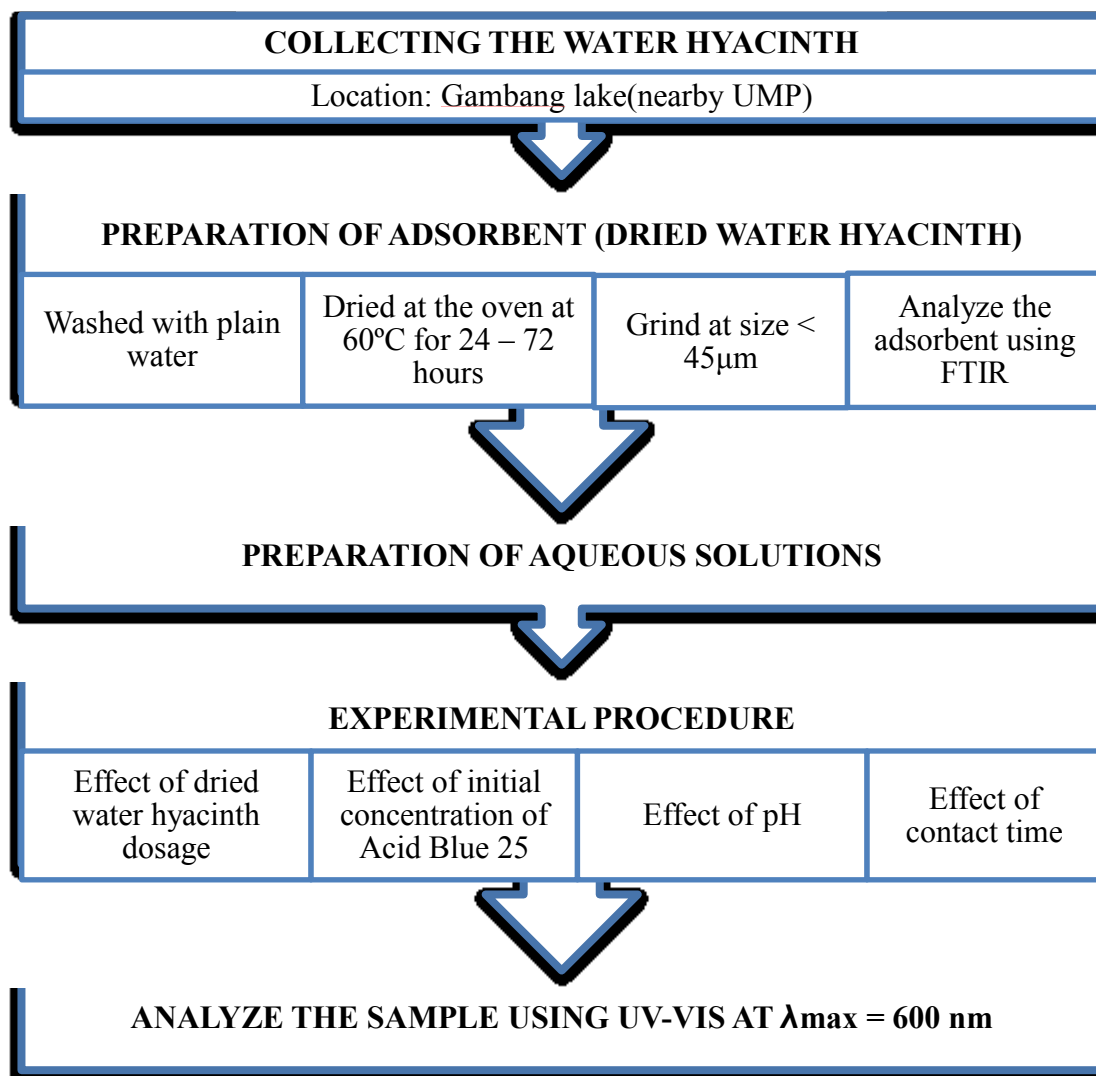 COLLECTING THE WATER HYACINTH
Location: Gambang lake(nearby UMP)
PREPARATION OF ADSORBENT (DRIED WATER HYACINTH)
Washed with plain
water
Dried at the oven at
60ºC for 24 – 72
hours
Grind at size <
45μm
Analyze the
adsorbent using
FTIR
PREPARATION OF AQUEOUS SOLUTIONS
EXPERIMENTAL PROCEDURE
Effect of dried
water hyacinth
dosage
Effect of initial
concentration of
Acid Blue 25
Effect of pH
Effect of
contact time
ANALYZE THE SAMPLE USING UV-VIS AT λmax = 600 nm